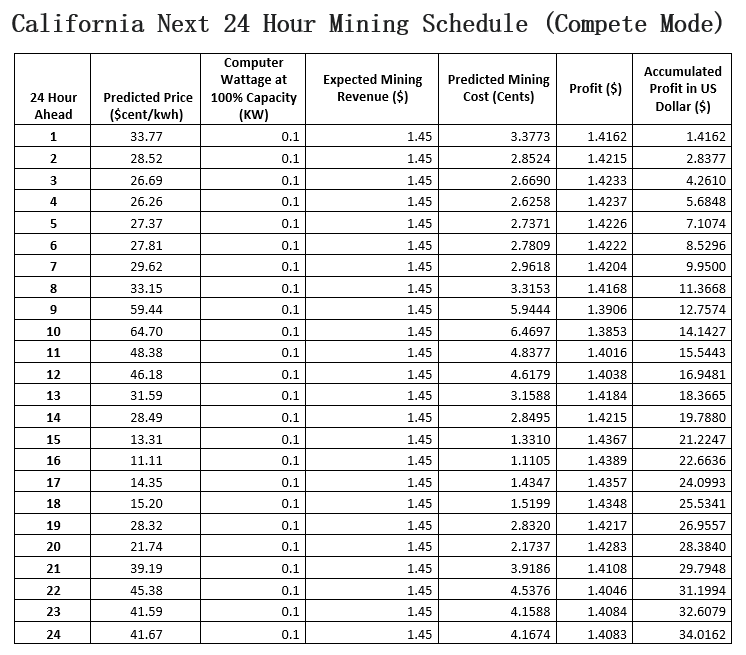 California Next 24 Hour Mining Schedule (Compete Mode)
24 Hour Ahead Predicted Price ($cent/kwh) Computer Wattage at 100% Capacity (KW) Expected Mining Revenue ($) Predicted Mining Cost (Cents) Profit ($) Accumulated Profit in US Dollar ($)
1 33.77 0.1 1.45 3.3773 1.4162 1.4162
2 28.52 0.1 1.45 2.8524 1.4215 2.8377
3 26.69 0.1 1.45 2.6690 1.4233 4.2610
4 26.26 0.1 1.45 2.6258 1.4237 5.6848
5 27.37 0.1 1.45 2.7371 1.4226 7.1074
6 27.81 0.1 1.45 2.7809 1.4222 8.5296
7 29.62 0.1 1.45 2.9618 1.4204 9.9500
8 33.15 0.1 1.45 3.3153 1.4168 11.3668
9 59.44 0.1 1.45 5.9444 1.3906 12.7574
10 64.70 0.1 1.45 6.4697 1.3853 14.1427
11 48.38 0.1 1.45 4.8377 1.4016 15.5443
12 46.18 0.1 1.45 4.6179 1.4038 16.9481
13 31.59 0.1 1.45 3.1588 1.4184 18.3665
14 28.49 0.1 1.45 2.8495 1.4215 19.7880
15 13.31 0.1 1.45 1.3310 1.4367 21.2247
16 11.11 0.1 1.45 1.1105 1.4389 22.6636
17 14.35 0.1 1.45 1.4347 1.4357 24.0993
18 15.20 0.1 1.45 1.5199 1.4348 25.5341
19 28.32 0.1 1.45 2.8320 1.4217 26.9557
20 21.74 0.1 1.45 2.1737 1.4283 28.3840
21 39.19 0.1 1.45 3.9186 1.4108 29.7948
22 45.38 0.1 1.45 4.5376 1.4046 31.1994
23 41.59 0.1 1.45 4.1588 1.4084 32.6079
24 41.67 0.1 1.45 4.1674 1.4083 34.0162